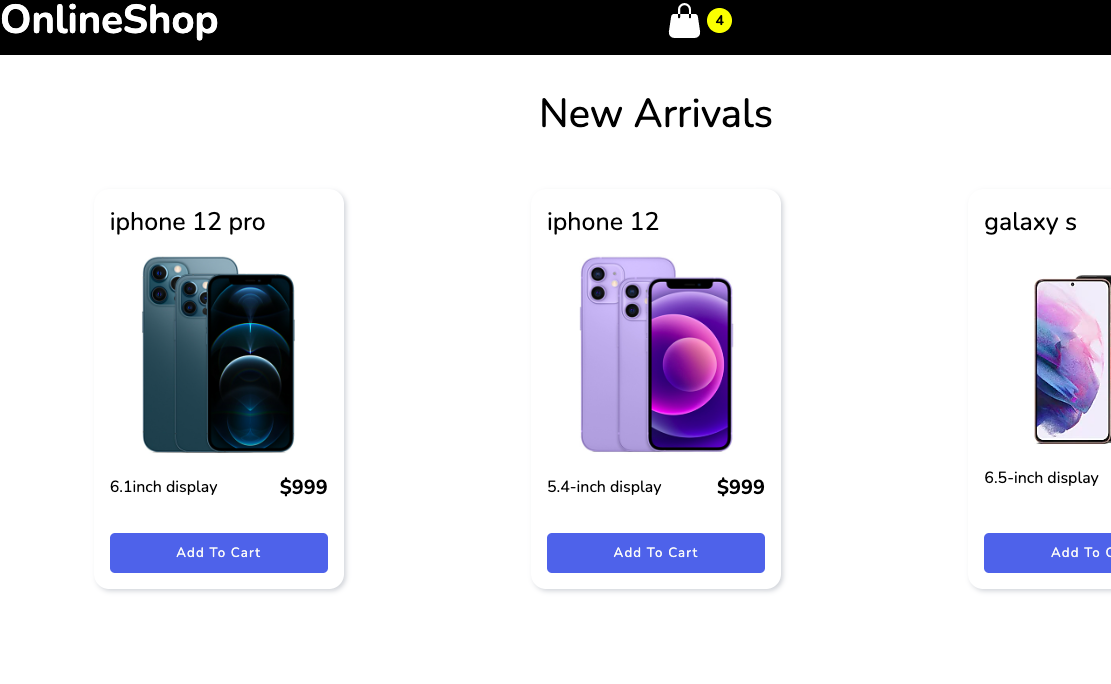 OnlineShop
4
New Arrivals
iphone 12 pro
iphone 12
galaxy s
6.1inch display
$999
5.4-inch display
$999
6.5-inch display
Add To Cart
Add To Cart
Add To